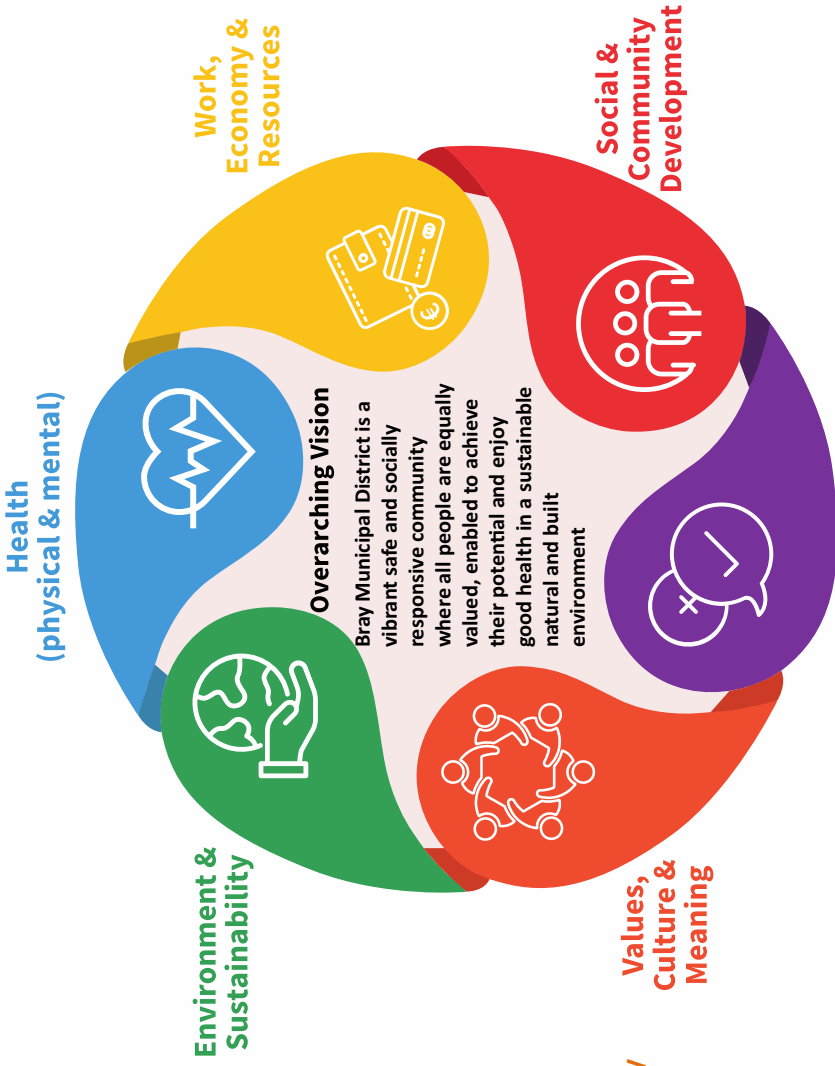 Health
(physical & mental)
Environment &
Sustainability
Work,
Economy &
Resources
Overarching Vision
Bray Municipal District is a
vibrant safe and socially
responsive community
where all people are equally
valued, enabled to achieve
their potential and enjoy
good health in a sustainable
natural and built
environment
Values,
Culture &
Meaning
Social &
Community
Development